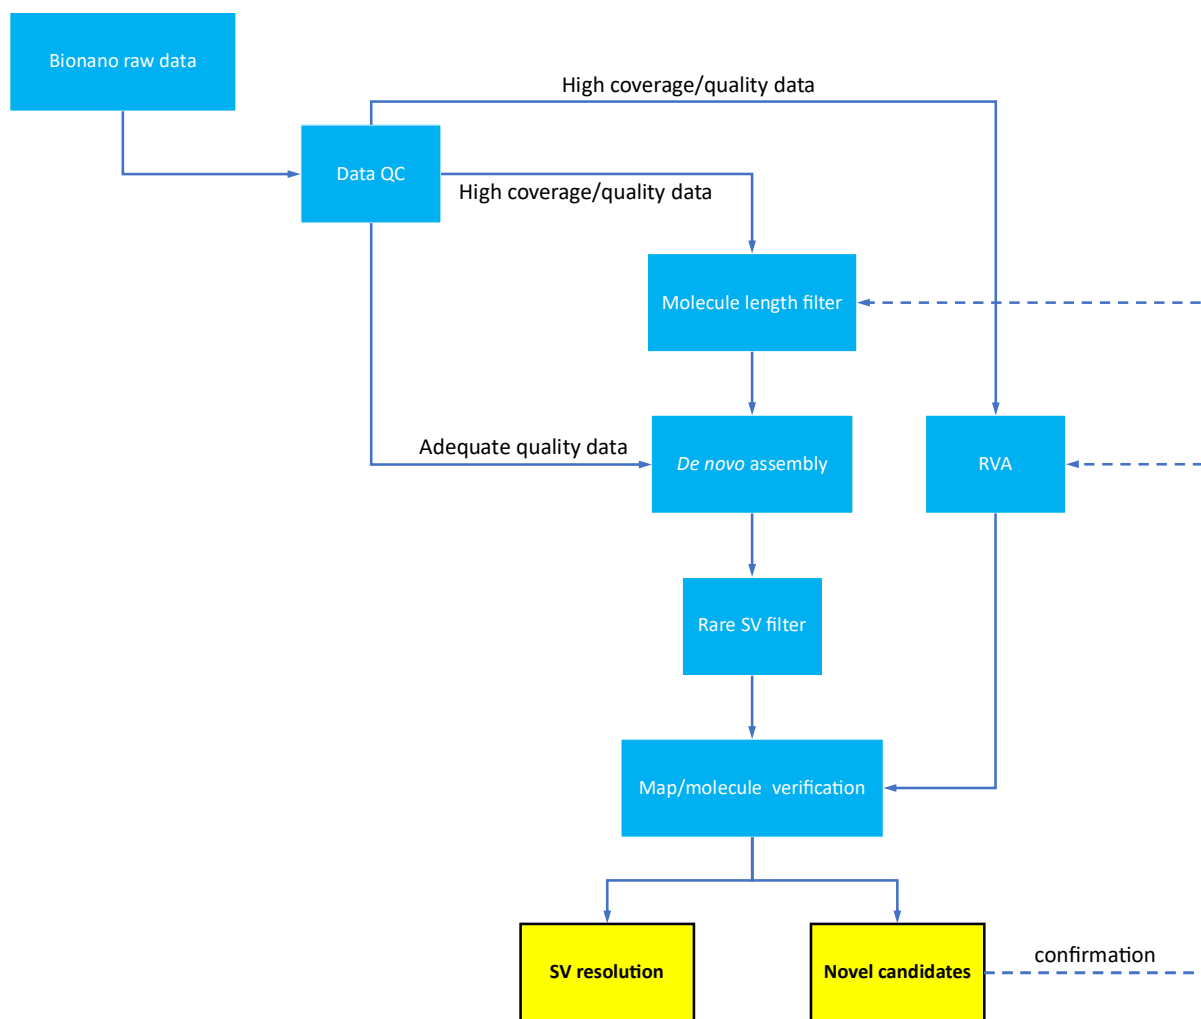 Bionano raw data
High coverage/quality data
Data QC
High coverage/quality data
Molecule length filter
Adequate quality data
De novo assembly
RVA
Rare SV filter
Map/molecule verification
SV resolution
Novel candidates
confirmation